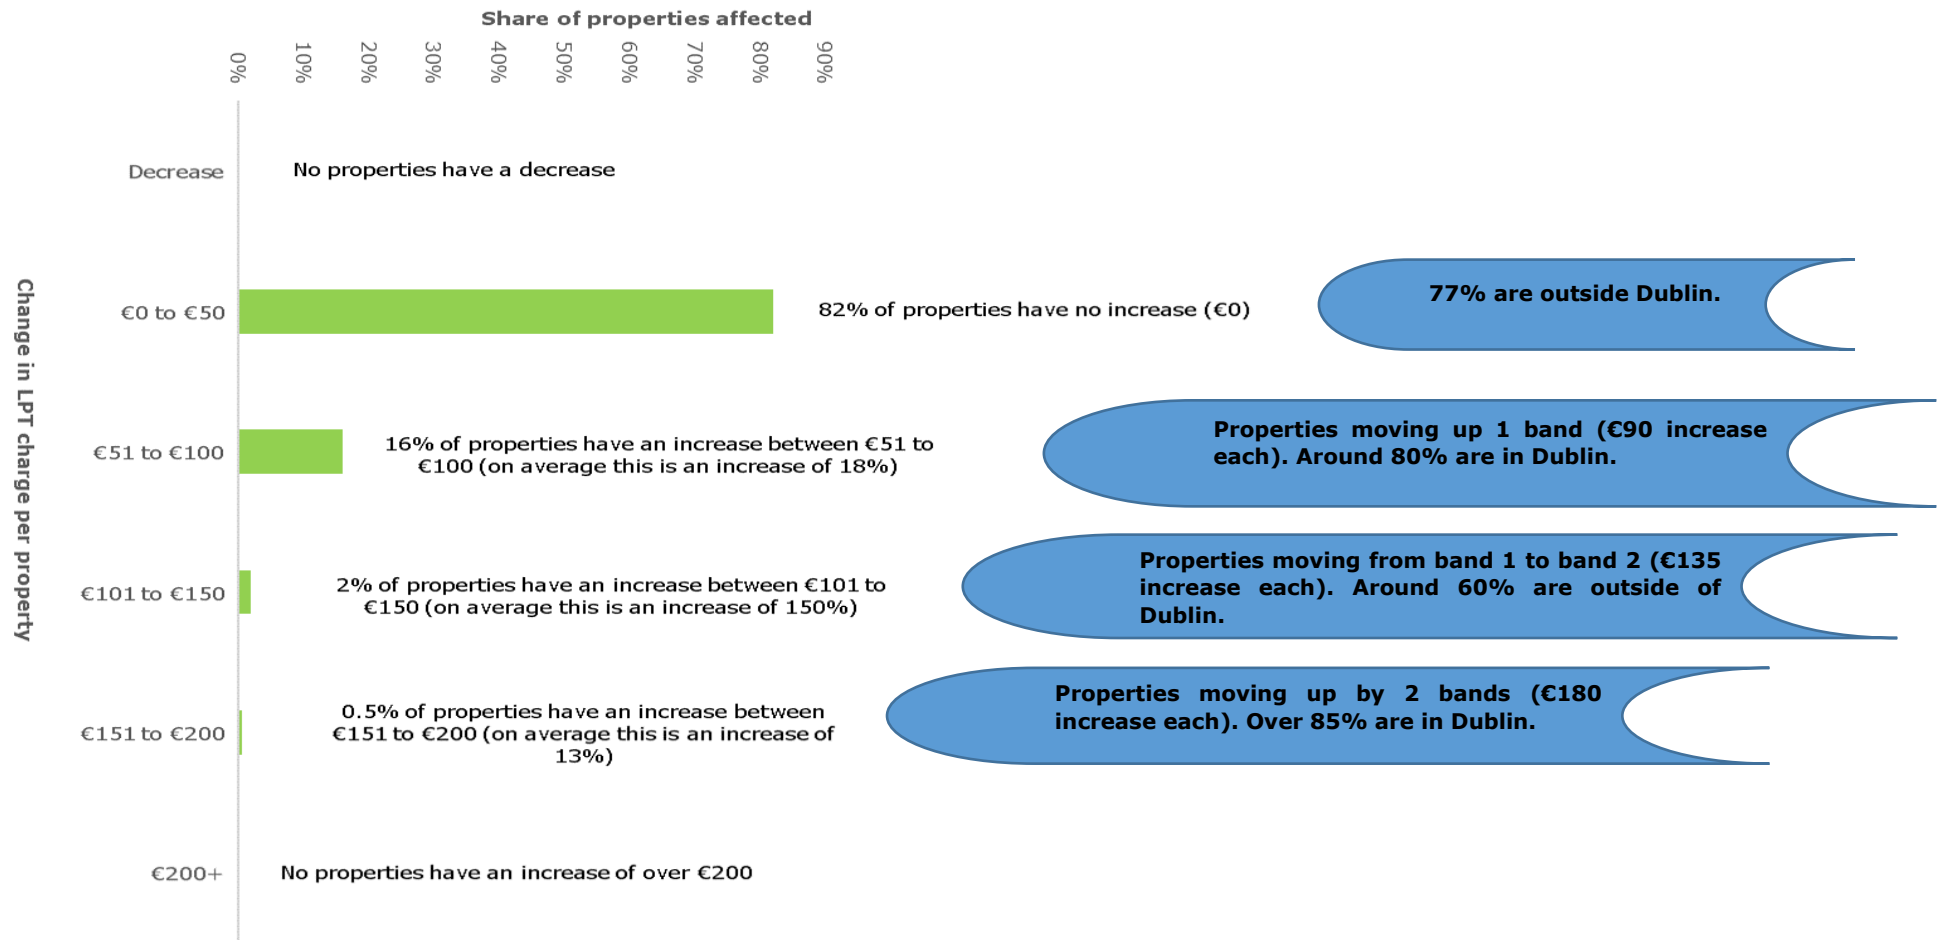 Share of properties affected
0%
10%
20%
30%
40%
50%
60%
70%
80%
90%
Change in LPT charge per property
Decrease
No properties have a decrease
€0 to €50
82% of properties have no increase (€0)
77% are outside Dublin.
€51 to €100
16% of properties have an increase between €51 to
€100 (on average this is an increase of 18%)
Properties moving up 1 band (€90 increase
each). Around 80% are in Dublin.
€101 to €150
2% of properties have an increase between €101 to
€150 (on average this is an increase of 150%)
Properties moving from band 1 to band 2 (€135
increase each). Around 60% are outside of
Dublin.
€151 to €200
0.5% of properties have an increase between
€151 to €200 (on average this is an increase of
13%)
Properties moving up by 2 bands (€180
increase each). Over 85% are in Dublin.
€200+
No properties have an increase of over €200